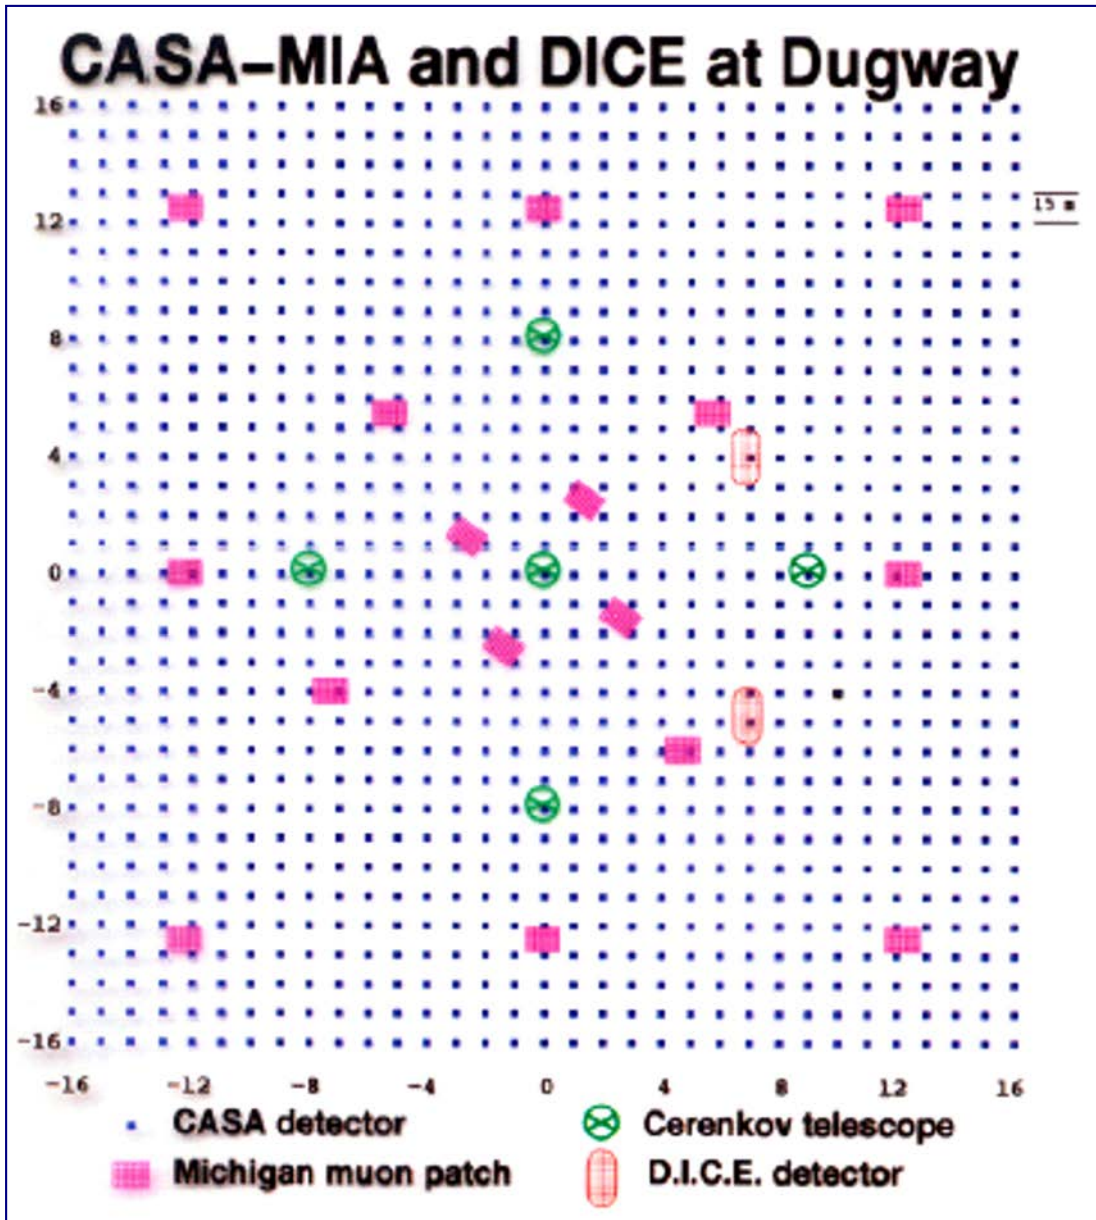 CASA–MIA and DICE at Dugway
16
12
15 m
8
4
0
-4
-8
-12
-16
-16 -12 -8 -4 0 4 8 12 16
CASA detector
Cerenkov telescope
Michigan muon patch
D.I.C.E. detector